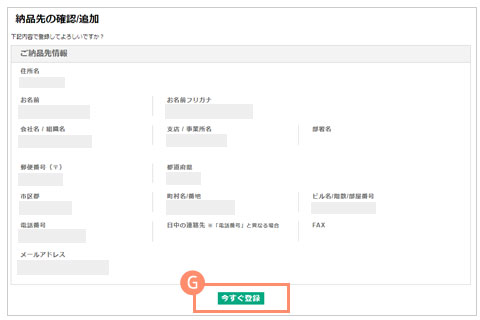 納品先の確認/追加
下記内容で登録してよろしいですか？
ご納品先情報
住所名
お名前 お名前フリガナ
会社名 / 組織名 支店 / 事業所名 部署名
郵便番号（〒） 都道府県
市区郡 町村名/番地 ビル名/階数/部屋番号
電話番号 日中の連絡先 ※「電話番号」と異なる場合 FAX
メールアドレス
G
今すぐ登録